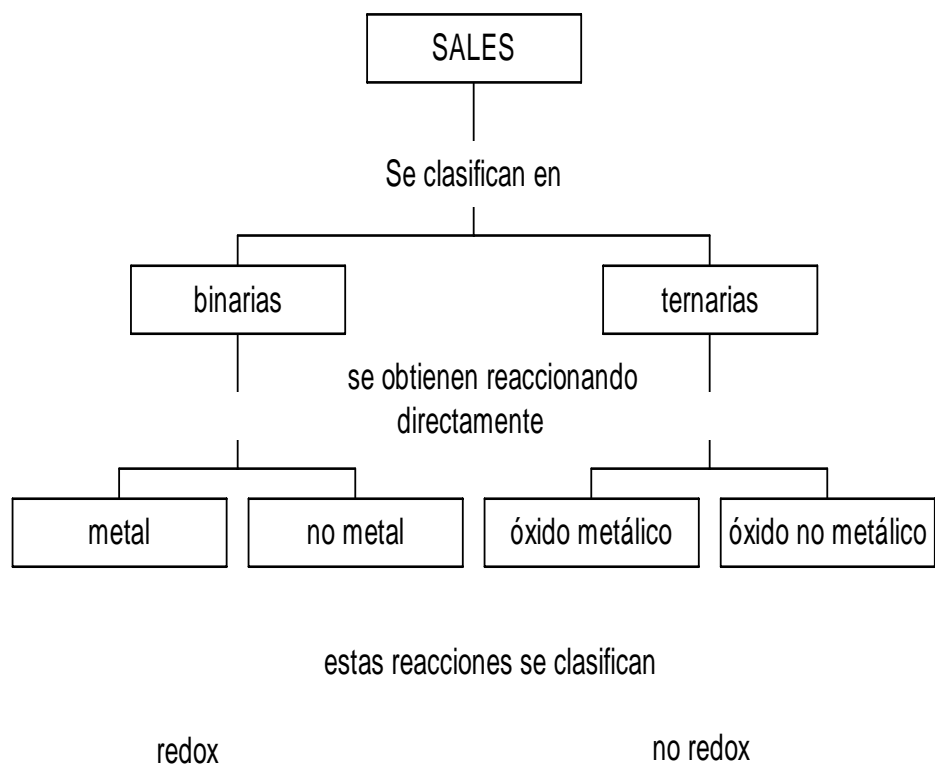 SALES
Se clasifican en
binarias
ternarias
se obtienen reaccionando
directamente
metal
no metal
óxido metálico
óxido no metálico
estas reacciones se clasifican
redox
no redox